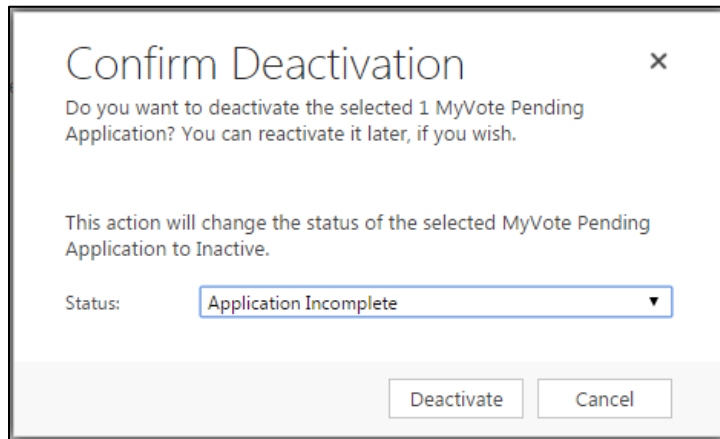 Confirm Deactivation
Do you want to deactivate the selected 1 MyVote Pending
Application? You can reactivate it later, if you wish.
This action will change the status of the selected MyVote Pending
Application to Inactive.
Status: Application Incomplete
Deactivate Cancel